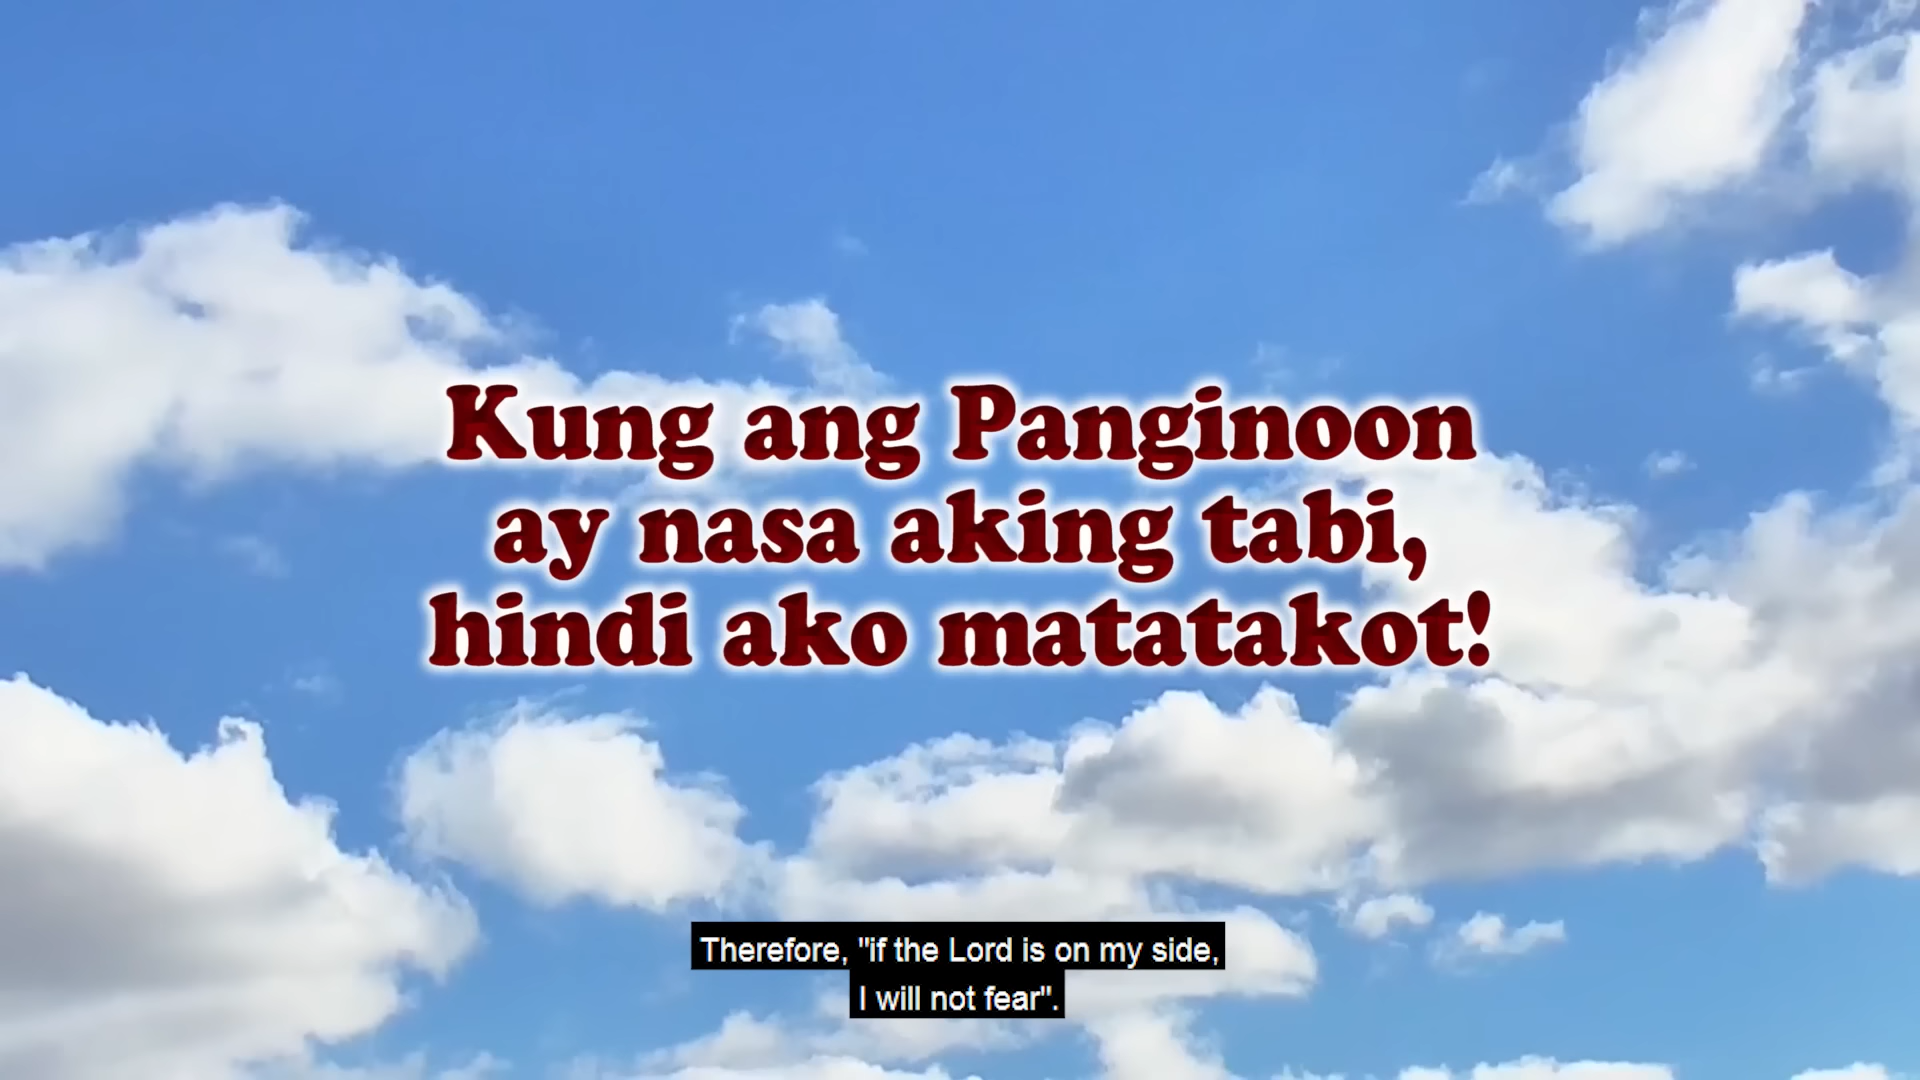 Kung ang Panginoon
ay nasa aking tabi,
hindi ako matatakot!
Therefore, "if the Lord is on my side,
I will not fear".